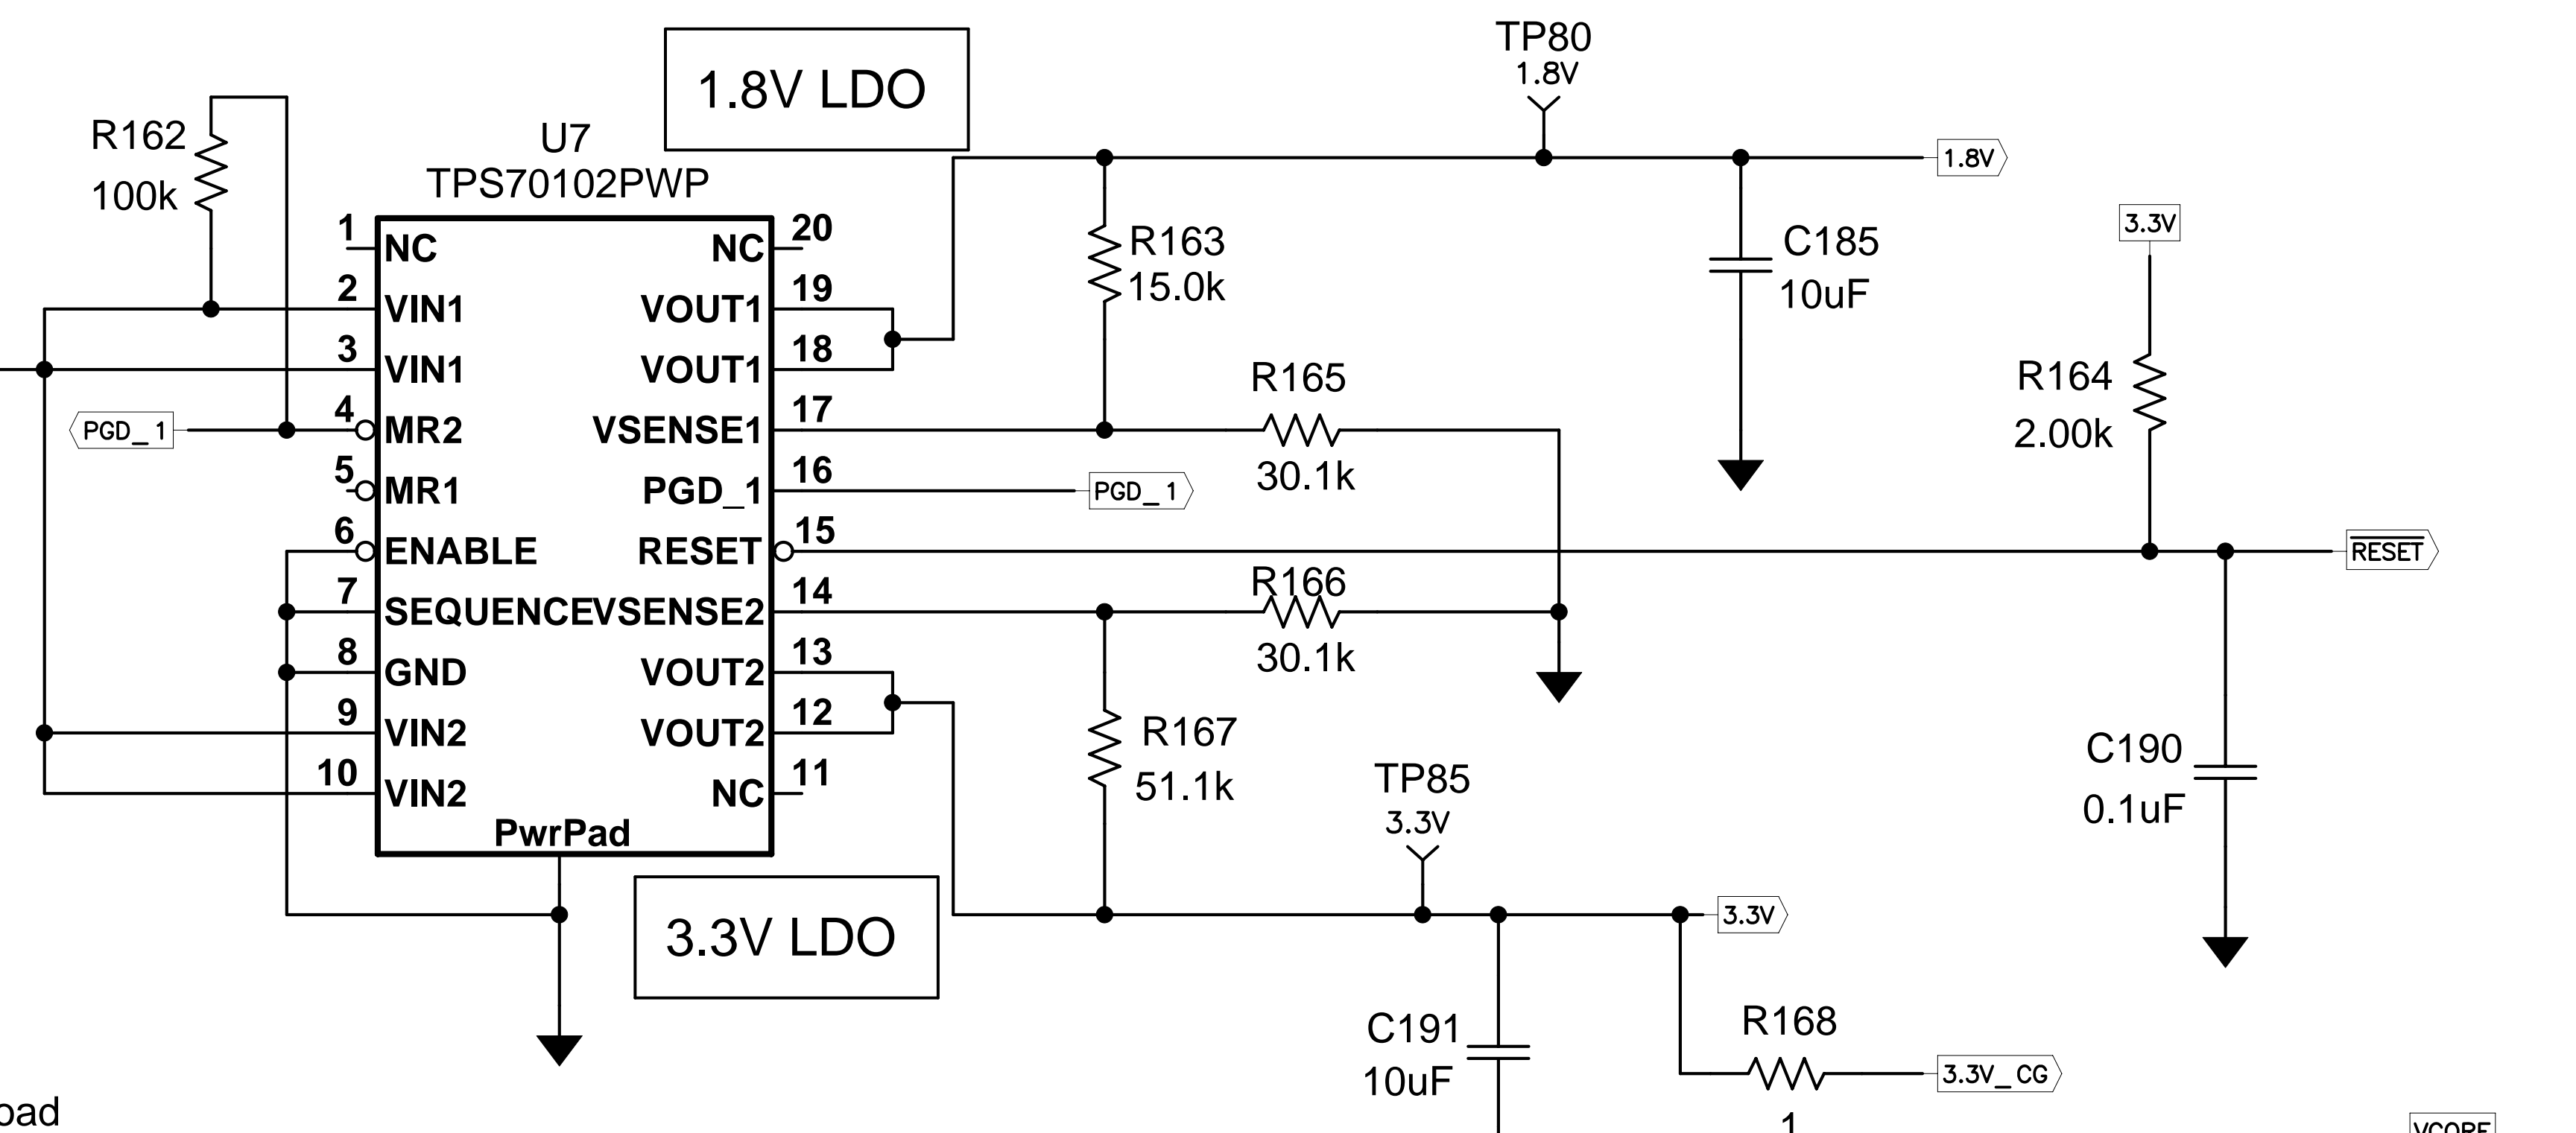 1.8V LDO
TP80
1.8V
R162
100k
U7
TPS70102PWP
1.8V
3.3V
1
NC
NC
20
R163
15.0k
C185
10uF
2
VIN1
VOUT1
19
3
VIN1
VOUT1
18
R165
30.1k
R164
2.00k
PGD_1
4
MR2
VSENSE1
17
5
MR1
PGD_1
16
PGD_1
6
ENABLE
RESET
15
RESET
7
SEQUENCE
VSENSE2
14
R166
30.1k
8
GND
VOUT2
13
9
VIN2
VOUT2
12
R167
51.1k
C190
0.1uF
10
VIN2
NC
11
PwrPad
TP85
3.3V
3.3V LDO
3.3V
C191
10uF
R168
1
3.3V_CG